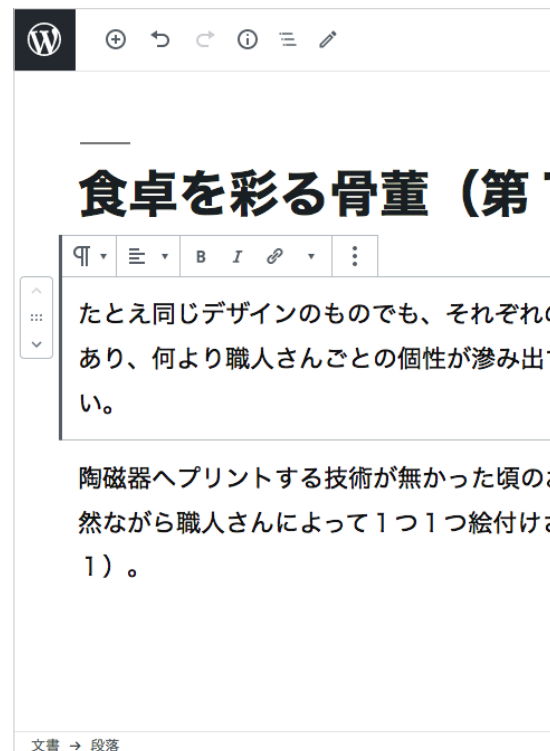 食卓を彩る骨董（第
B I
たとえ同じデザインのものでも、それぞれ
あり、何より職人さんごとの個性が滲み出
い。
陶磁器へプリントする技術が無かった頃の
然ながら職人さんによって１つ１つ絵付け
１）。
文書 → 段落